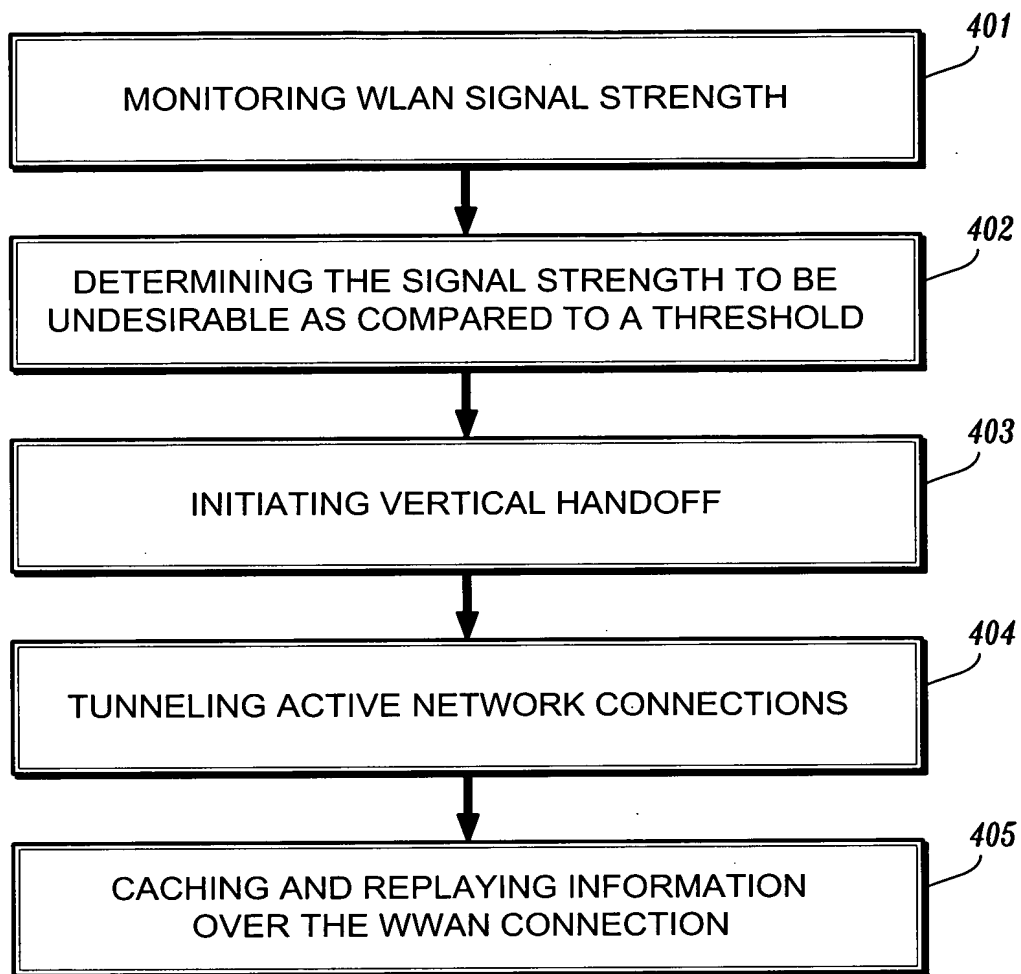 401
MONITORING WLAN SIGNAL STRENGTH
402
DETERMINING THE SIGNAL STRENGTH TO BE
UNDESIRABLE AS COMPARED TO A THRESHOLD
403
INITIATING VERTICAL HANDOFF
404
TUNNELING ACTIVE NETWORK CONNECTIONS
405
CACHING AND REPLAYING INFORMATION
OVER THE WWAN CONNECTION